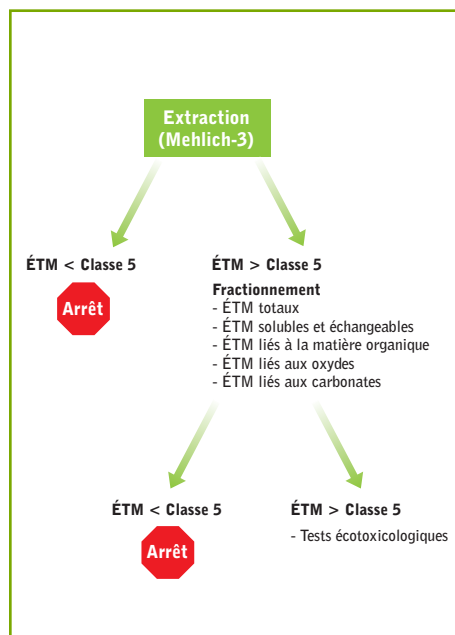 Extraction
(Mehlich-3)
ÉTM < Classe 5
Arrêt
ÉTM > Classe 5
Fractionnement
- ÉTM totaux
- ÉTM solubles et échangeables
- ÉTM liés à la matière organique
- ÉTM liés aux oxydes
- ÉTM liés aux carbonates
ÉTM < Classe 5
Arrêt
ÉTM > Classe 5
- Tests écotoxicologiques